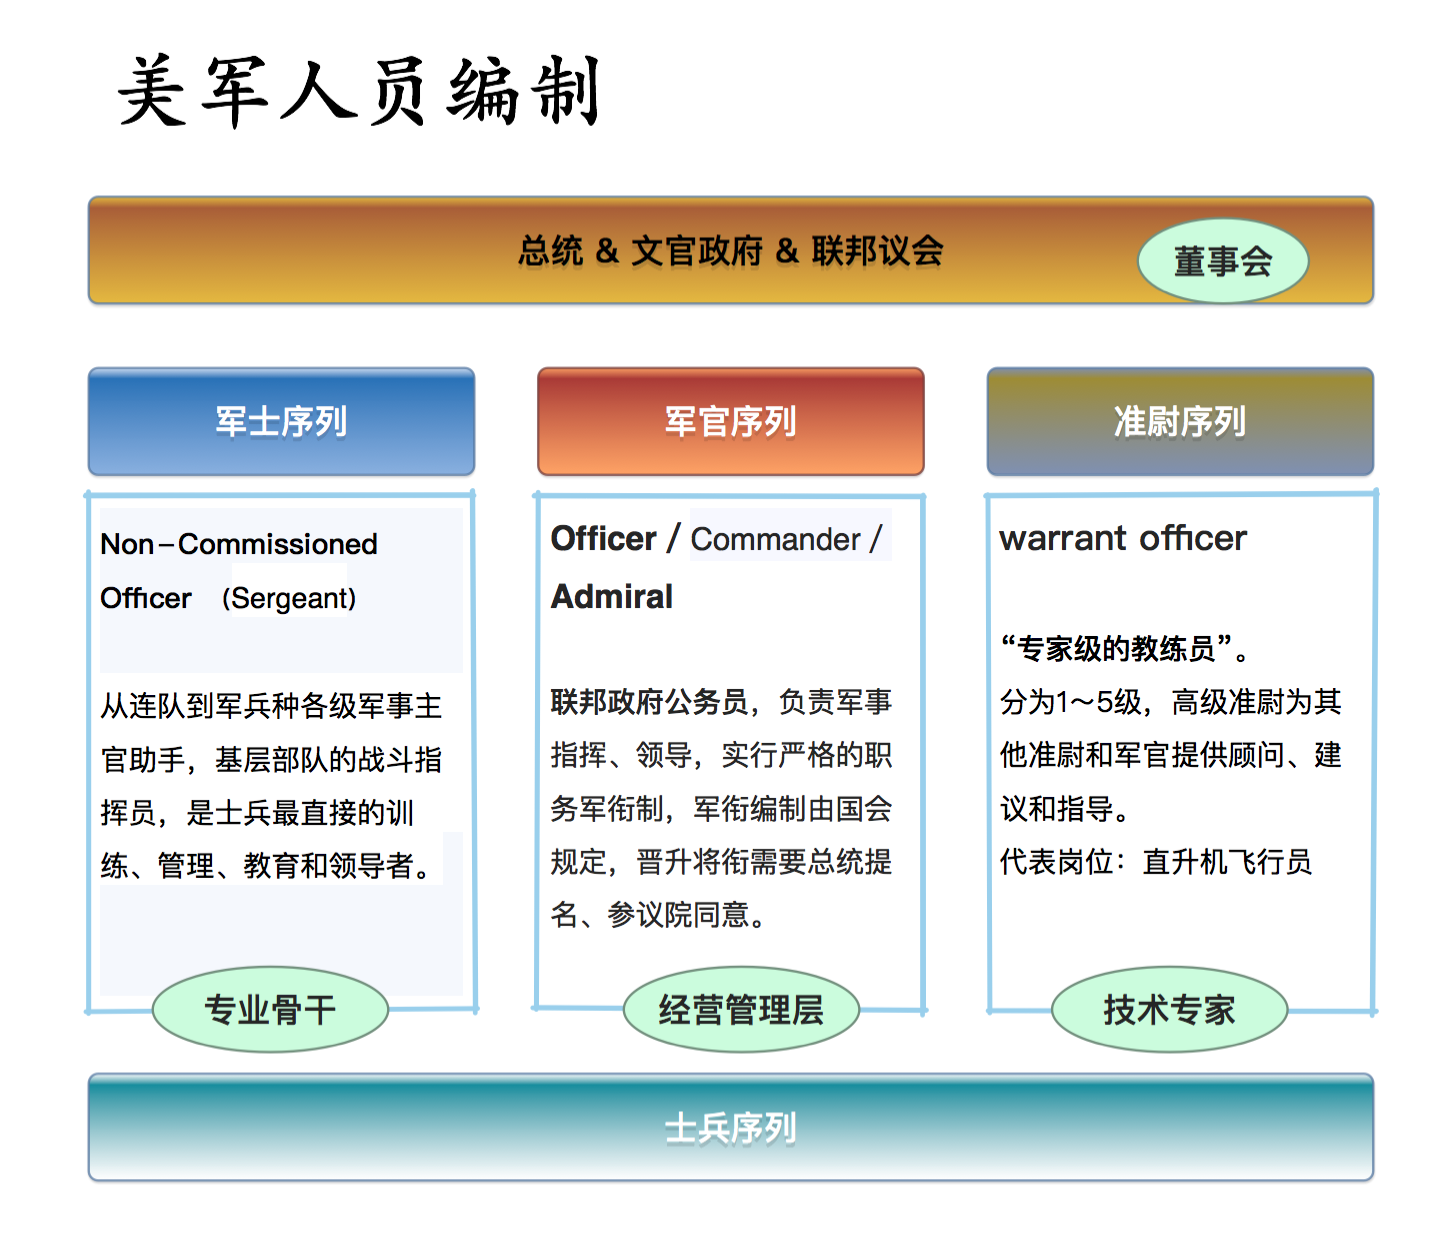 美军人员编制
总统 & 文官政府 & 联邦议会
董事会
军士序列
Non-Commissioned
Officer （Sergeant）
从连队到军兵种各级军事主
官助手，基层部队的战斗指
挥员，是士兵最直接的训
练、管理、教育和领导者。
专业骨干
军官序列
Officer / Commander /
Admiral
联邦政府公务员，负责军事
指挥、领导，实行严格的职
务军衔制，军衔编制由国会
规定，晋升将衔需要总统提
名、参议院同意。
经营管理层
准尉序列
warrant officer
“专家级的教练员”。
分为1～5级，高级准尉为其
他准尉和军官提供顾问、建
议和指导。
代表岗位：直升机飞行员
技术专家
士兵序列